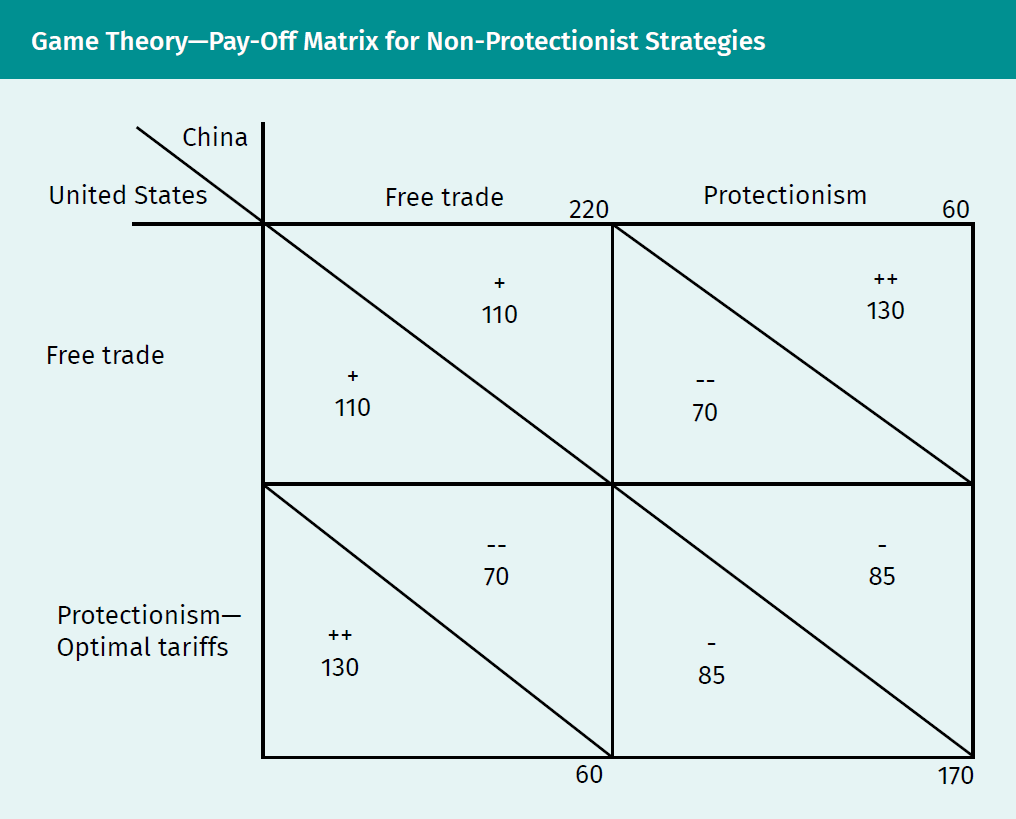 Game Theory—Pay-Off Matrix for Non-Protectionist Strategies
China
United States
Free trade
220
Protectionism
60
Free trade
+
110
+
110
++
130
--
70
Protectionism—
Optimal tariffs
--
70
++
130
-
85
-
85
60
170